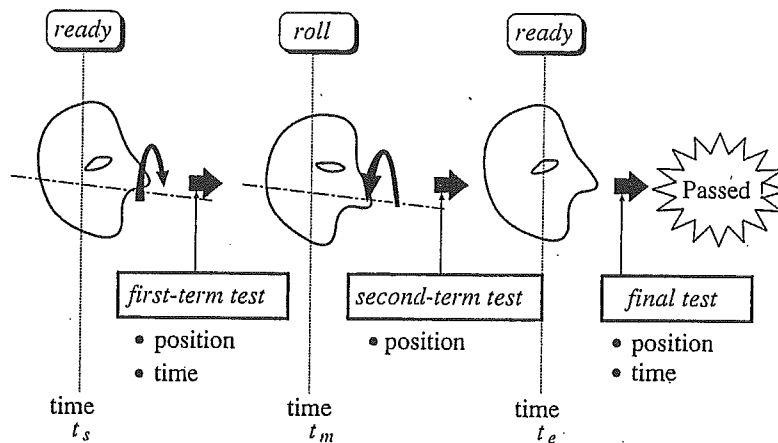 ready
roll
ready
Passed
first-term test
second-term test
final test
• position
• time
• position
• position
• time
time
t_s
time
t_m
time
t_e